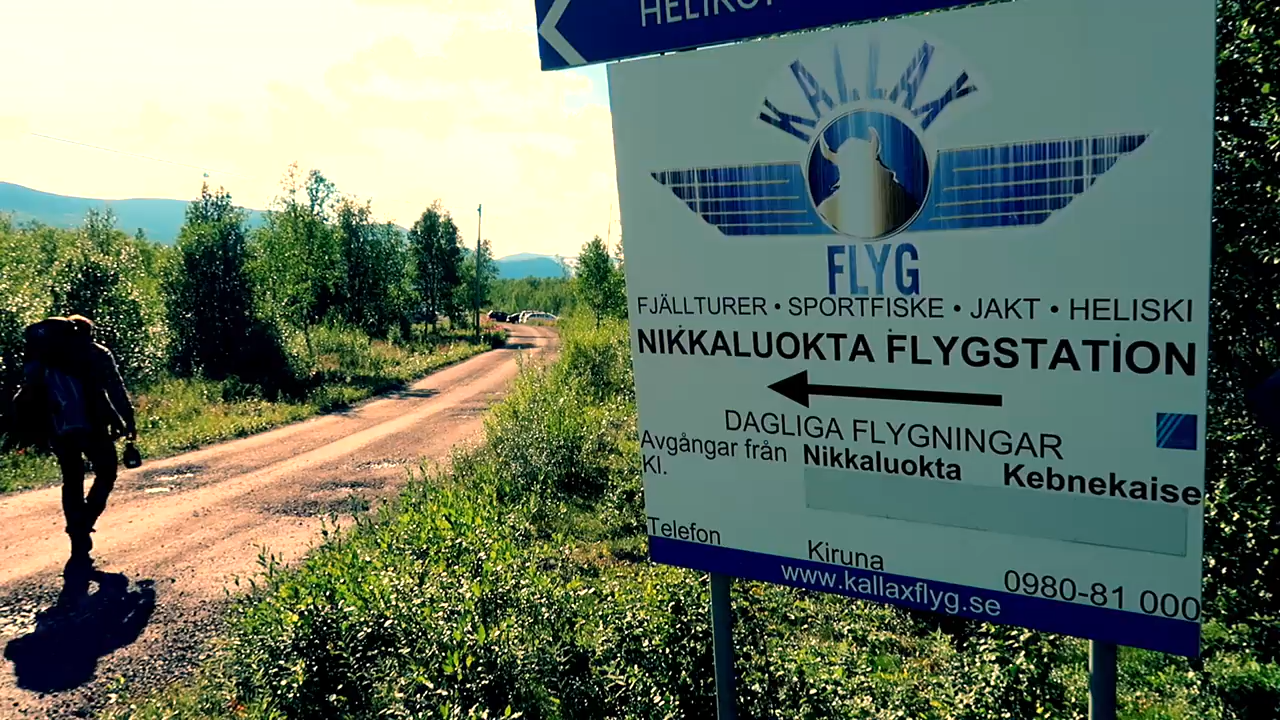 KALLAX
FLYG
FJÄLLTURER • SPORTFISKE • JAKT • HELISKI
NIKKALUOKTA FLYGSTATION
DAGLIGA FLYGNINGAR
Avgångar från Nikkaluokta Kebnekaise
Kl.
Telefon Kiruna 0980-81 000
www.kallaxflyg.se